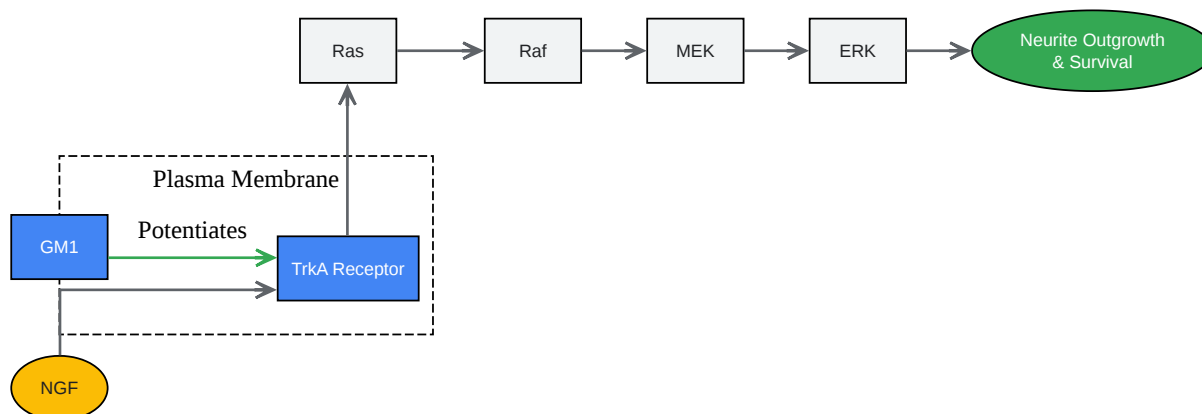 Ras
Raf
MEK
ERK
Neurite Outgrowth
& Survival
Plasma Membrane
Potentiates
GM1
TrkA Receptor
NGF